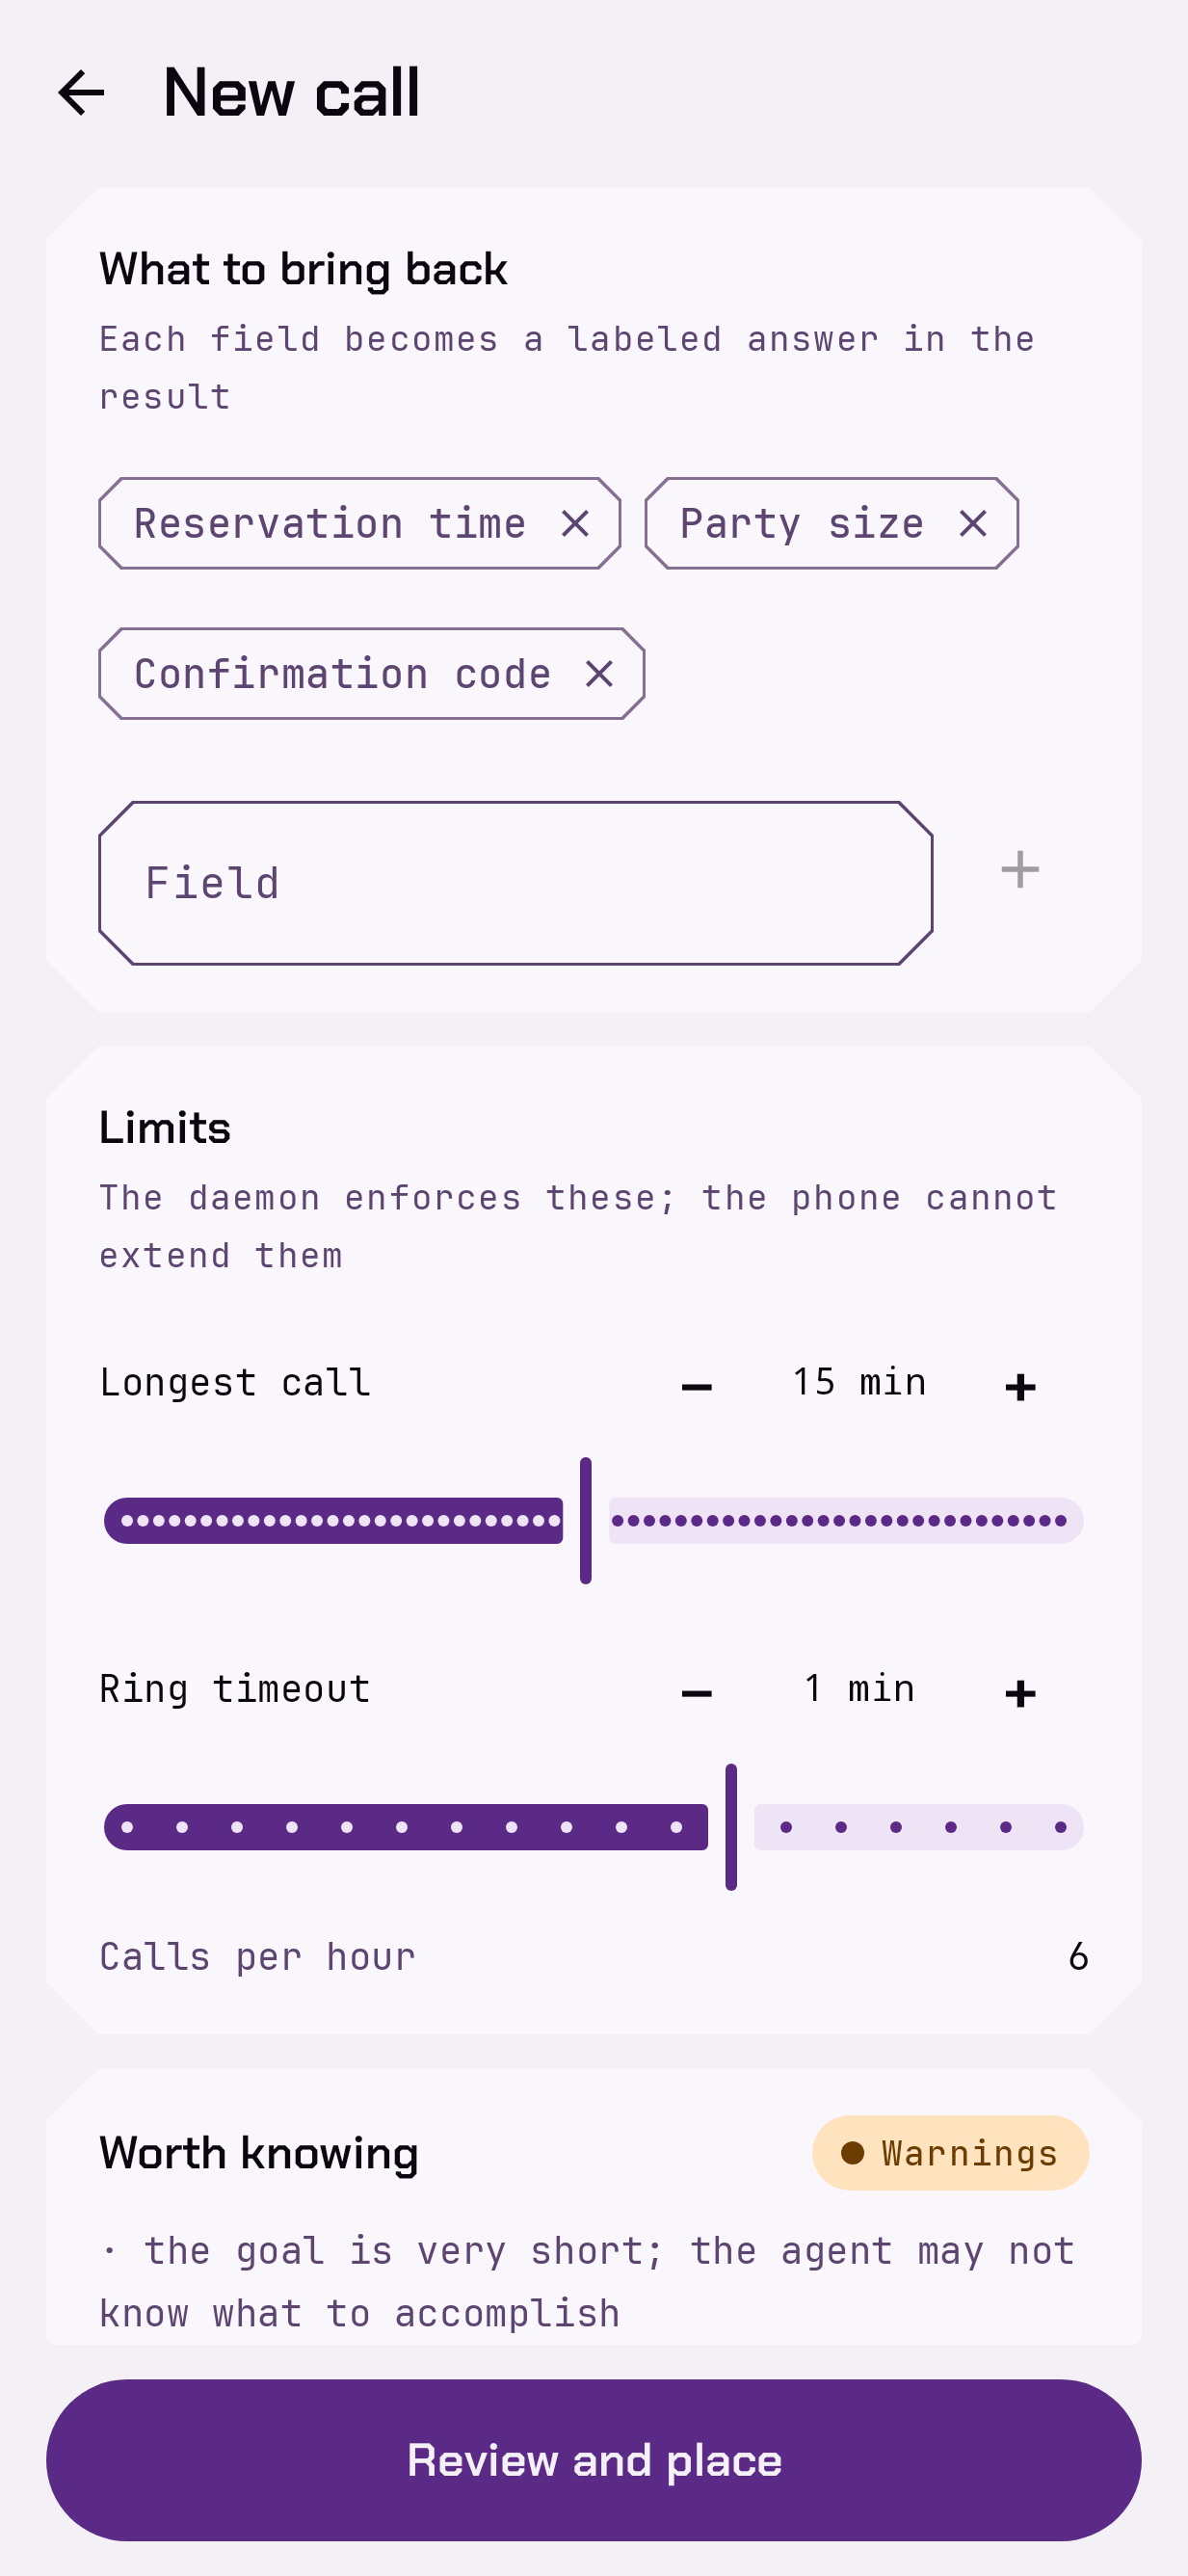 New call
What to bring back
Each field becomes a labeled answer in the
result
Reservation time
Party size
Confirmation code
Field
Limits
The daemon enforces these; the phone cannot
extend them
Longest call
15 min
Ring timeout
1 min
Calls per hour
6
Worth knowing
Warnings
· the goal is very short; the agent may not
know what to accomplish
Review and place